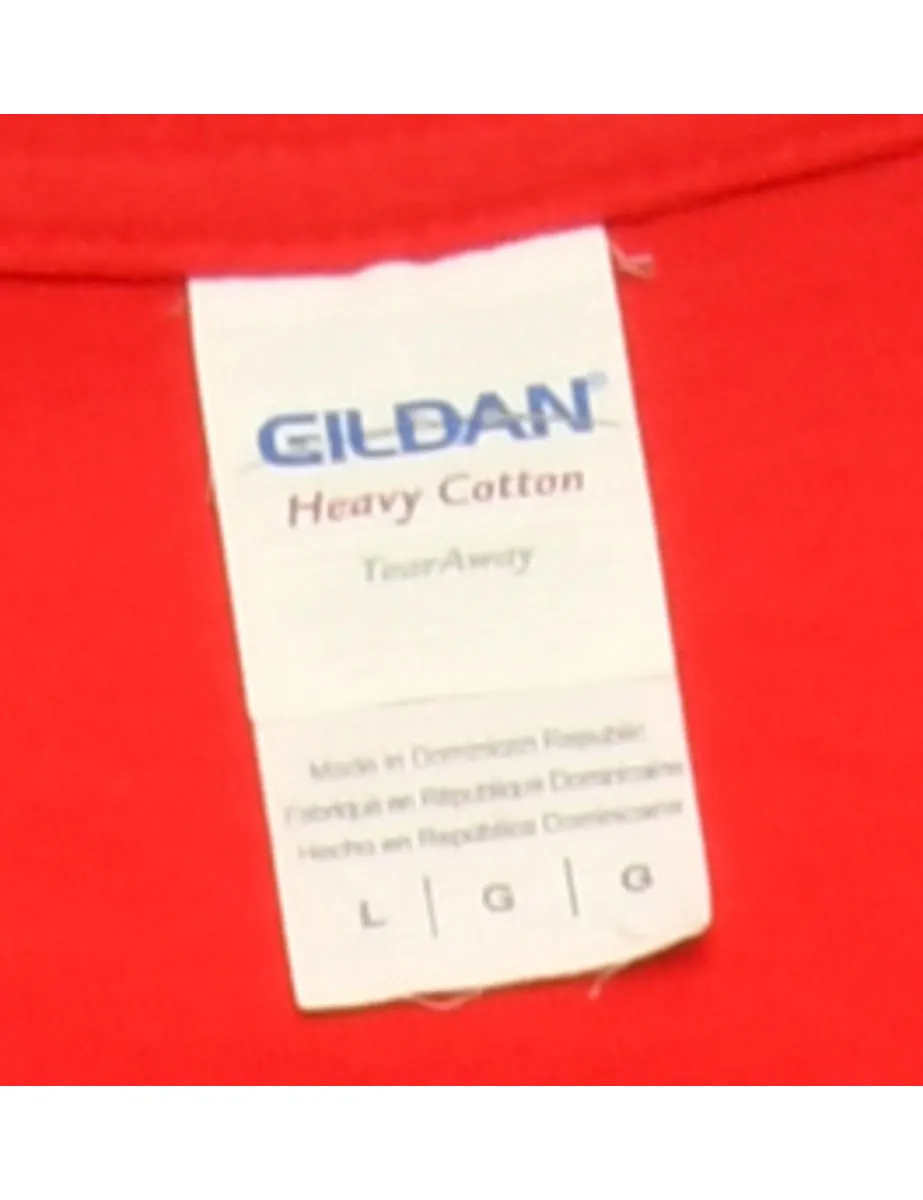 GILDAN®
Heavy Cotton
TearAway
Made in Dominican Republic
Fabriqué en République Dominicaine
Hecho en República Dominicana
L | G | G